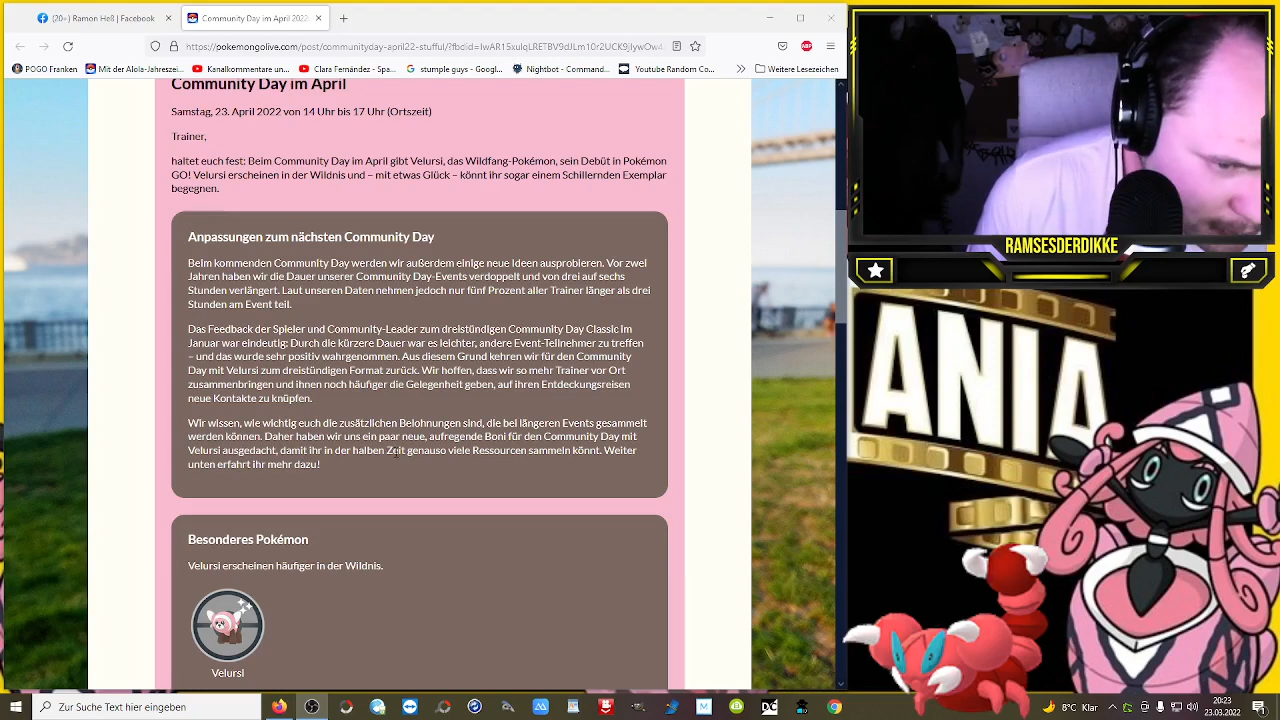 (20+) Ramon Heß | Facebook
Community Day im April 2022
https://pokemongolive.com/post/communityday-april22-stufful/?fbclid=
POGO Franken
Mit der Alola-Jahreszeit
Kanalkommentare un...
Clara Fernández - Spa...
stumple guys - Googl...
Nightbot - Command...
Youtube Random Co...
Weitere Lesezeichen
Community Day im April
Samstag, 23. April 2022 von 14 Uhr bis 17 Uhr (Ortszeit)
Trainer,
haltet euch fest: Beim Community Day im April gibt Velursi, das Wildfang-Pokémon, sein Debüt in Pokémon
GO! Velursi erscheinen in der Wildnis und – mit etwas Glück – könnt ihr sogar einem Schillernden Exemplar
begegnen.
Anpassungen zum nächsten Community Day
Beim kommenden Community Day werden wir außerdem einige neue Ideen ausprobieren. Vor zwei
Jahren haben wir die Dauer unserer Community Day-Events verdoppelt und von drei auf sechs
Stunden verlängert. Laut unseren Daten nehmen jedoch nur fünf Prozent aller Trainer länger als drei
Stunden am Event teil.
Das Feedback der Spieler und Community-Leader zum dreistündigen Community Day Classic im
Januar war eindeutig: Durch die kürzere Dauer war es leichter, andere Event-Teilnehmer zu treffen
– und das wurde sehr positiv wahrgenommen. Aus diesem Grund kehren wir für den Community
Day mit Velursi zum dreistündigen Format zurück. Wir hoffen, dass wir so mehr Trainer vor Ort
zusammenbringen und ihnen noch häufiger die Gelegenheit geben, auf ihren Entdeckungsreisen
neue Kontakte zu knüpfen.
Wir wissen, wie wichtig euch die zusätzlichen Belohnungen sind, die bei längeren Events gesammelt
werden können. Daher haben wir uns ein paar neue, aufregende Boni für den Community Day mit
Velursi ausgedacht, damit ihr in der halben Zeit genauso viele Ressourcen sammeln könnt. Weiter
unten erfahrt ihr mehr dazu!
Besonderes Pokémon
Velursi erscheinen häufiger in der Wildnis.
Velursi
RAMSESDERDIKKE
ANIA
Zur Suche Text hier eingeben
8°C Klar
20:23
23.03.2022